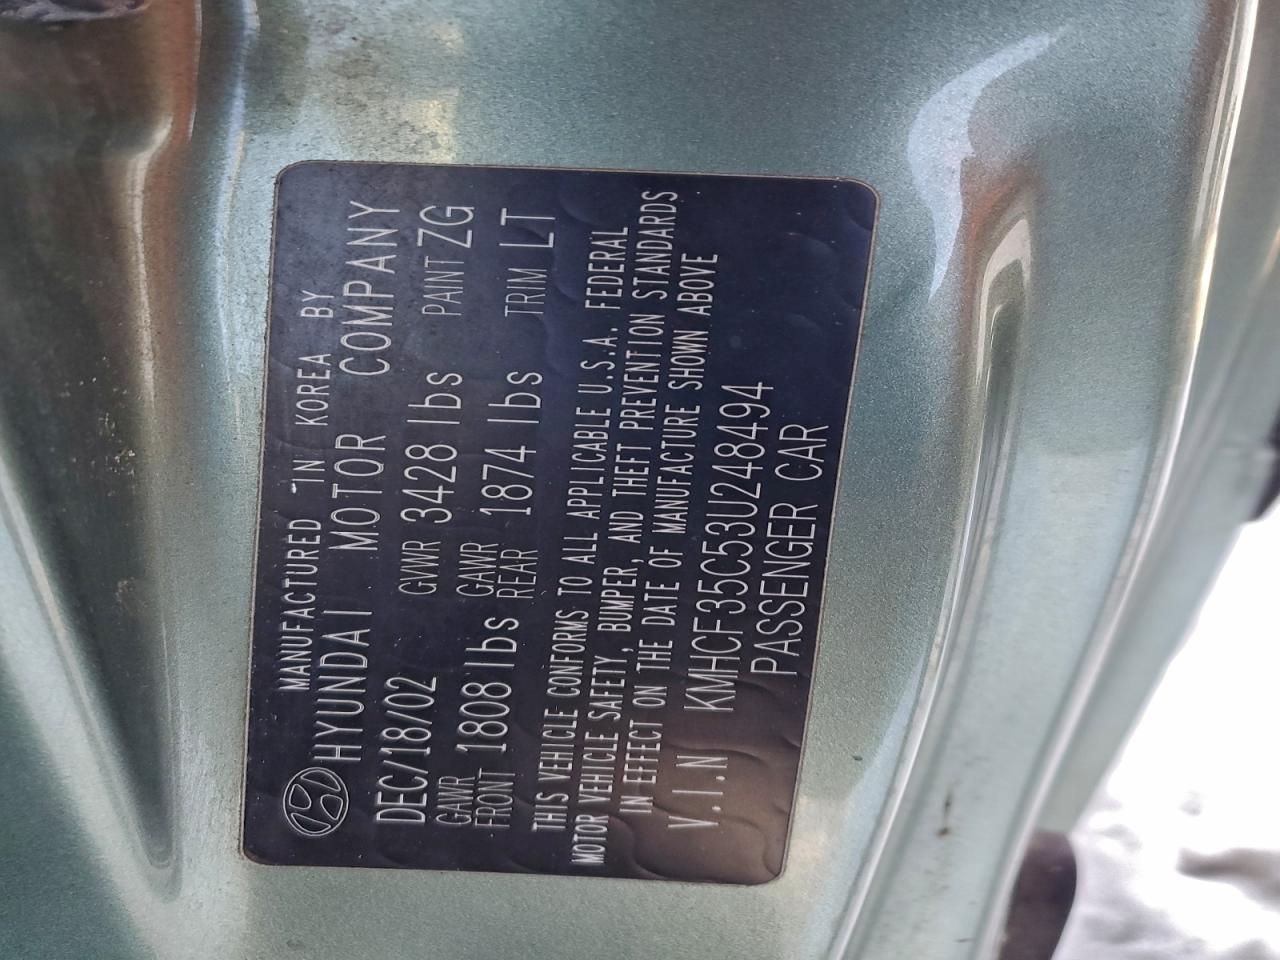 MANUFACTURED IN KOREA BY
HYUNDAI MOTOR COMPANY
DEC/18/02 GVWR 3428 lbs PAINT ZG
GAWR FRONT 1808 lbs GAWR REAR 1874 lbs TRIM LT
THIS VEHICLE CONFORMS TO ALL APPLICABLE U.S.A. FEDERAL
MOTOR VEHICLE SAFETY, BUMPER, AND THEFT PREVENTION STANDARDS
IN EFFECT ON THE DATE OF MANUFACTURE SHOWN ABOVE
V.I.N KMHCF35C53U248494
PASSENGER CAR